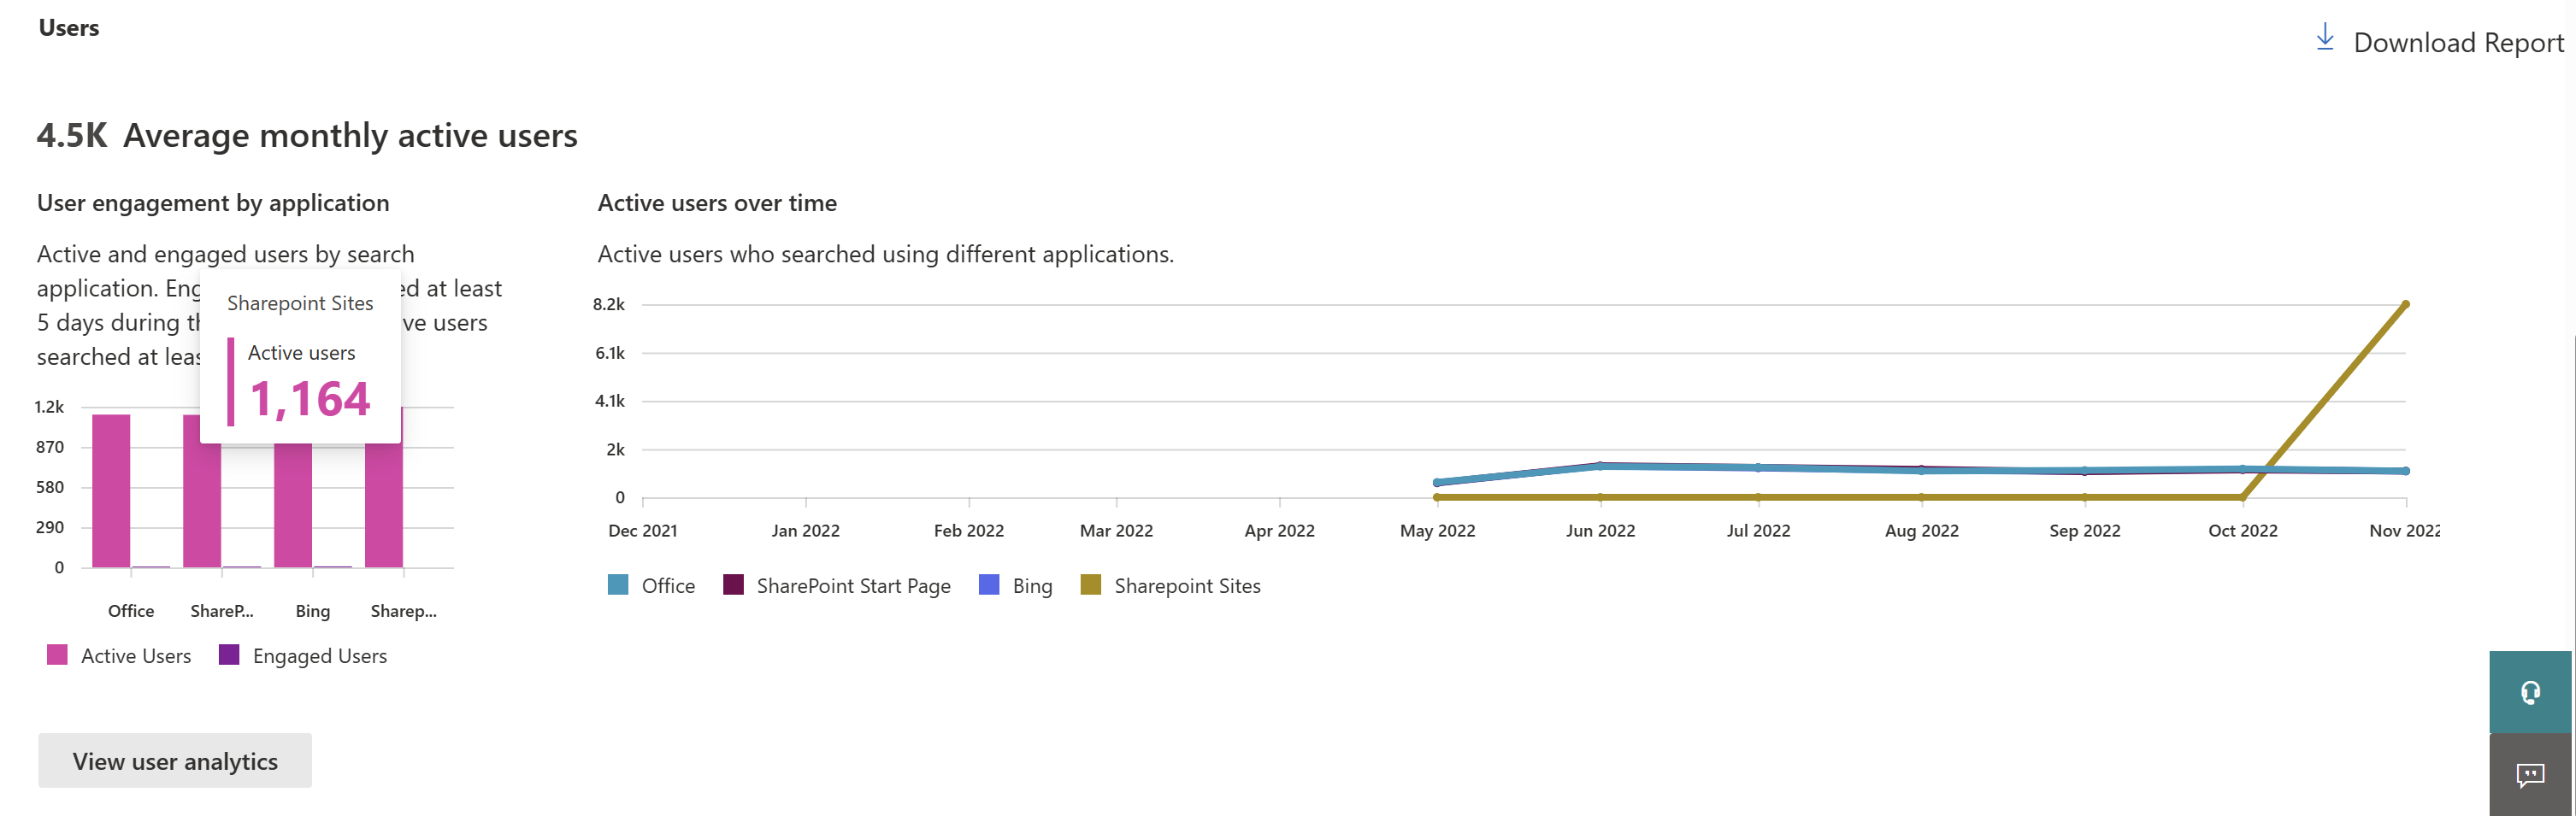 Users
Download Report
4.5K Average monthly active users
User engagement by application
Active and engaged users by search
application. Eng ed at least
5 days during th ve users
searched at leas
Sharepoint Sites
Active users
1,164
1.2k
870
580
290
0
Office ShareP... Bing Sharep...
Active Users Engaged Users
View user analytics
Active users over time
Active users who searched using different applications.
8.2k
6.1k
4.1k
2k
0
Dec 2021 Jan 2022 Feb 2022 Mar 2022 Apr 2022 May 2022 Jun 2022 Jul 2022 Aug 2022 Sep 2022 Oct 2022 Nov 2022
Office SharePoint Start Page Bing Sharepoint Sites